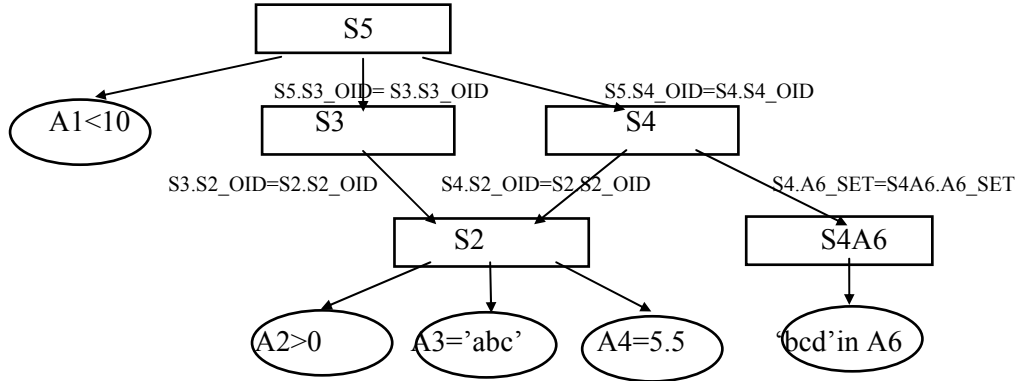 S5
S5.S3_OID= S3.S3_OID
S5.S4_OID=S4.S4_OID
A1<10
S3
S4
S3.S2_OID=S2.S2_OID
S4.S2_OID=S2.S2_OID
S4.A6_SET=S4A6.A6_SET
S2
S4A6
A2>0
A3=’abc’
A4=5.5
‘bcd’in A6